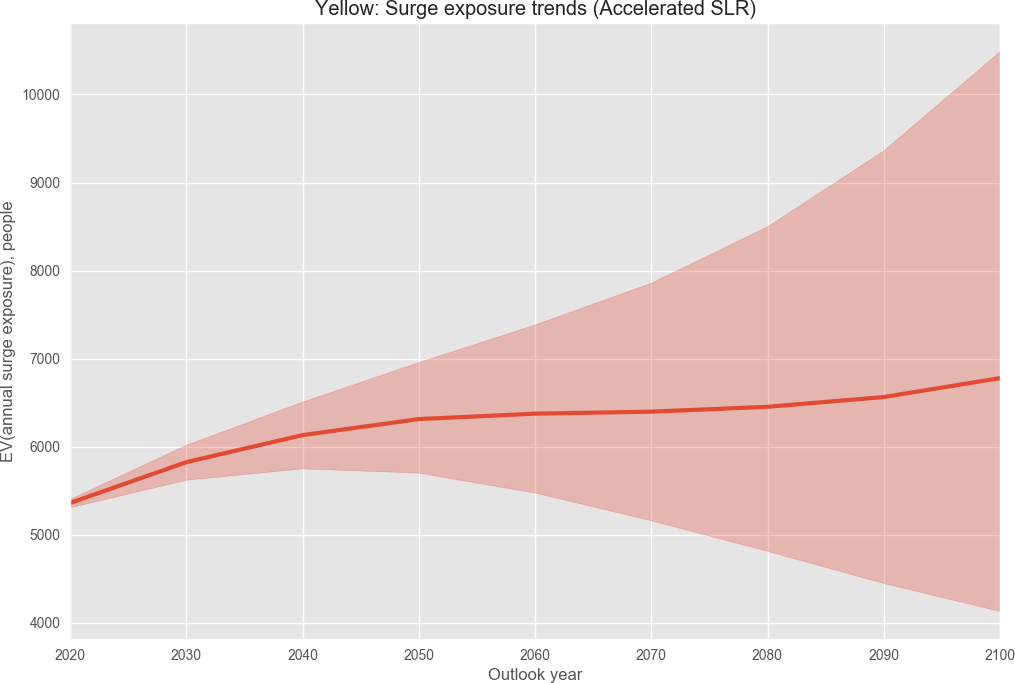 Yellow: Surge exposure trends (Accelerated SLR)
EV(annual surge exposure), people
10000
9000
8000
7000
6000
5000
4000
2020 2030 2040 2050 2060 2070 2080 2090 2100
Outlook year